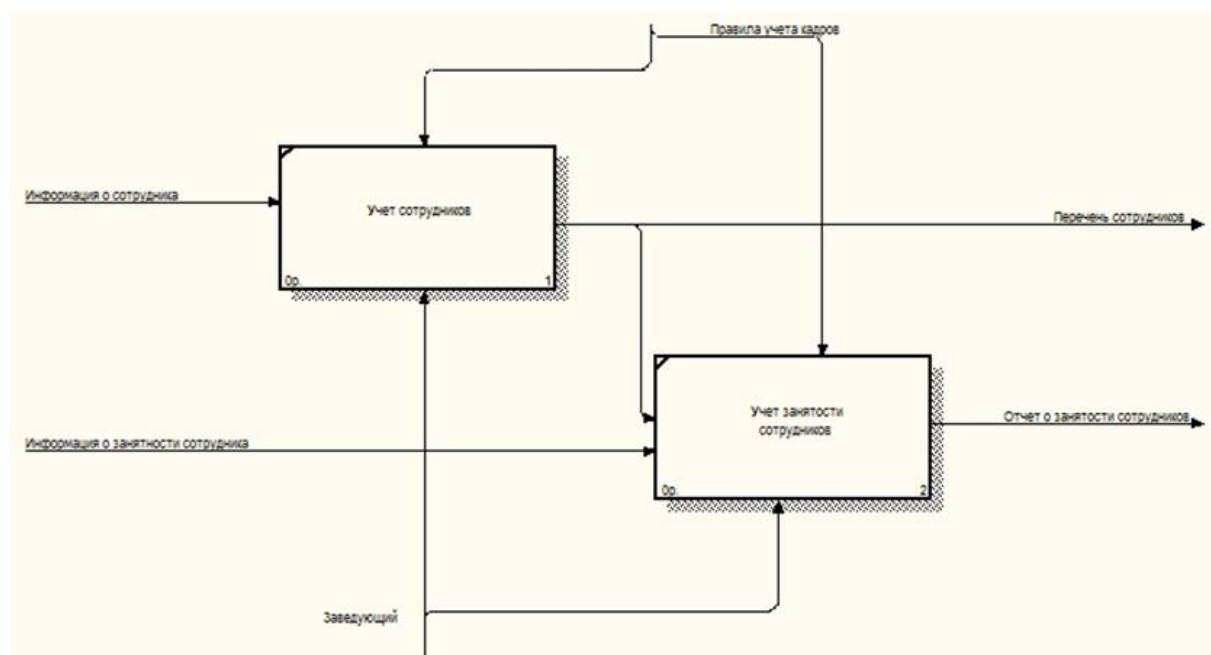 Правила учета кадров
Информация о сотрудника
Учет сотрудников
0р.
1
Перечень сотрудников
Учет занятости
сотрудников
0р.
2
Отчет о занятости сотрудников
Информация о занятности сотрудника
Заведующий